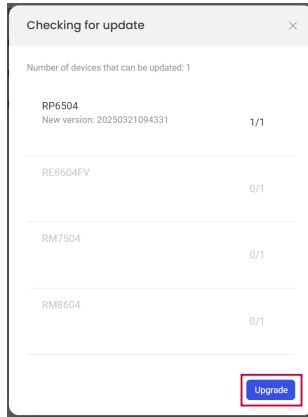 Checking for update
Number of devices that can be updated: 1
RP6504
New version: 20250321094331
1/1
RE8604FV
0/1
RM7504
0/1
RM8604
0/1
Upgrade